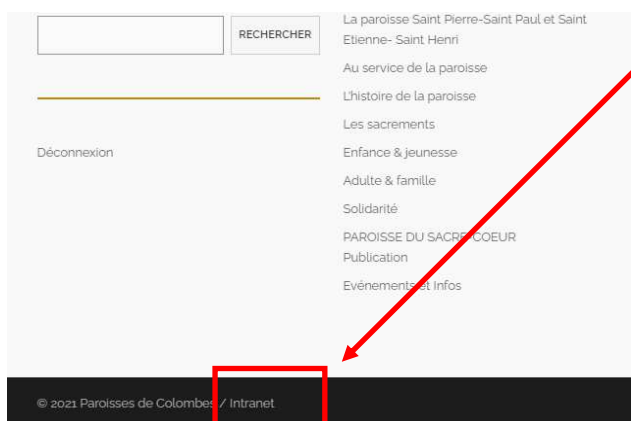 RECHERCHER
Déconnexion
La paroisse Saint Pierre-Saint Paul et Saint
Etienne- Saint Henri
Au service de la paroisse
L'histoire de la paroisse
Les sacrements
Enfance & jeunesse
Adulte & famille
Solidarité
PAROISSE DU SACRE-COEUR
Publication
Evénements et Infos
© 2021 Paroisses de Colombes / Intranet